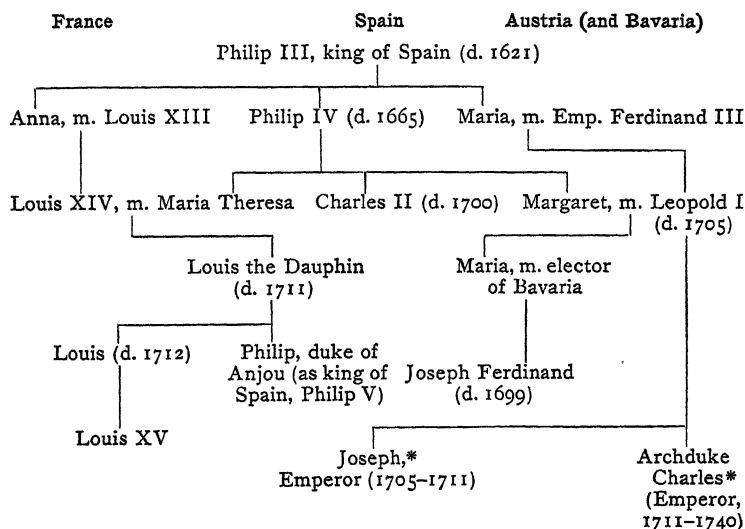 France Spain Austria (and Bavaria)
Philip III, king of Spain (d. 1621)
Anna, m. Louis XIII Philip IV (d. 1665) Maria, m. Emp. Ferdinand III
Louis XIV, m. Maria Theresa Charles II (d. 1700) Margaret, m. Leopold I
(d. 1705)
Louis the Dauphin
(d. 1711)
Maria, m. elector
of Bavaria
Louis (d. 1712)
Philip, duke of
Anjou (as king of
Spain, Philip V)
Joseph Ferdinand
(d. 1699)
Louis XV
Joseph,*
Emperor (1705–1711)
Archduke
Charles*
(Emperor,
1711–1740)